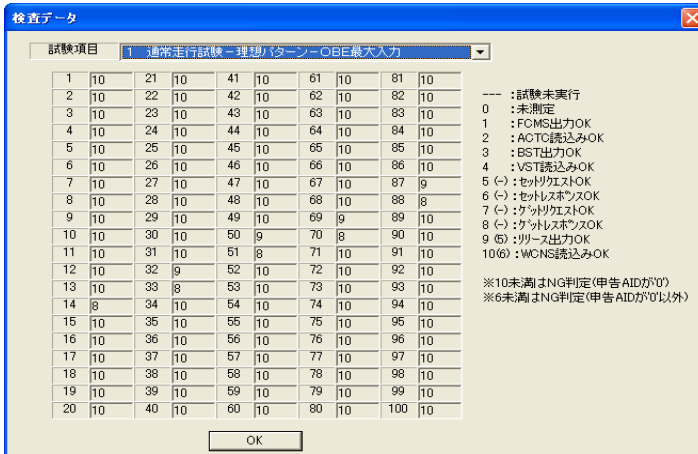 検査データ
試験項目 1 通常走行試験－理想パターン－OBE最大入力
1 10 21 10 41 10 61 10 81 10
2 10 22 10 42 10 62 10 82 10
3 10 23 10 43 10 63 10 83 10
4 10 24 10 44 10 64 10 84 10
5 10 25 10 45 10 65 10 85 10
6 10 26 10 46 10 66 10 86 10
7 10 27 10 47 10 67 10 87 9
8 10 28 10 48 10 68 10 88 8
9 10 29 10 49 10 69 9 89 10
10 10 30 10 50 9 70 8 90 10
11 10 31 10 51 8 71 10 91 10
12 10 32 9 52 10 72 10 92 10
13 10 33 8 53 10 73 10 93 10
14 8 34 10 54 10 74 10 94 10
15 10 35 10 55 10 75 10 95 10
16 10 36 10 56 10 76 10 96 10
17 10 37 10 57 10 77 10 97 10
18 10 38 10 58 10 78 10 98 10
19 10 39 10 59 10 79 10 99 10
20 10 40 10 60 10 80 10 100 10
--- :試験未実行
0 :未測定
1 :FCMS出力OK
2 :ACTC読込みOK
3 :BST出力OK
4 :VST読込みOK
5 (-) :ｾｯﾄﾘｸｴｽﾄOK
6 (-) :ｾｯﾄﾚｽﾎﾟﾝｽOK
7 (-) :ｹﾞｯﾄﾘｸｴｽﾄOK
8 (-) :ｹﾞｯﾄﾚｽﾎﾟﾝｽOK
9 (5) :ﾘﾘｰｽ出力OK
10(6) :WCNS読込みOK
※10未満はNG判定(申告AIDが'0')
※6未満はNG判定(申告AIDが'0'以外)
OK